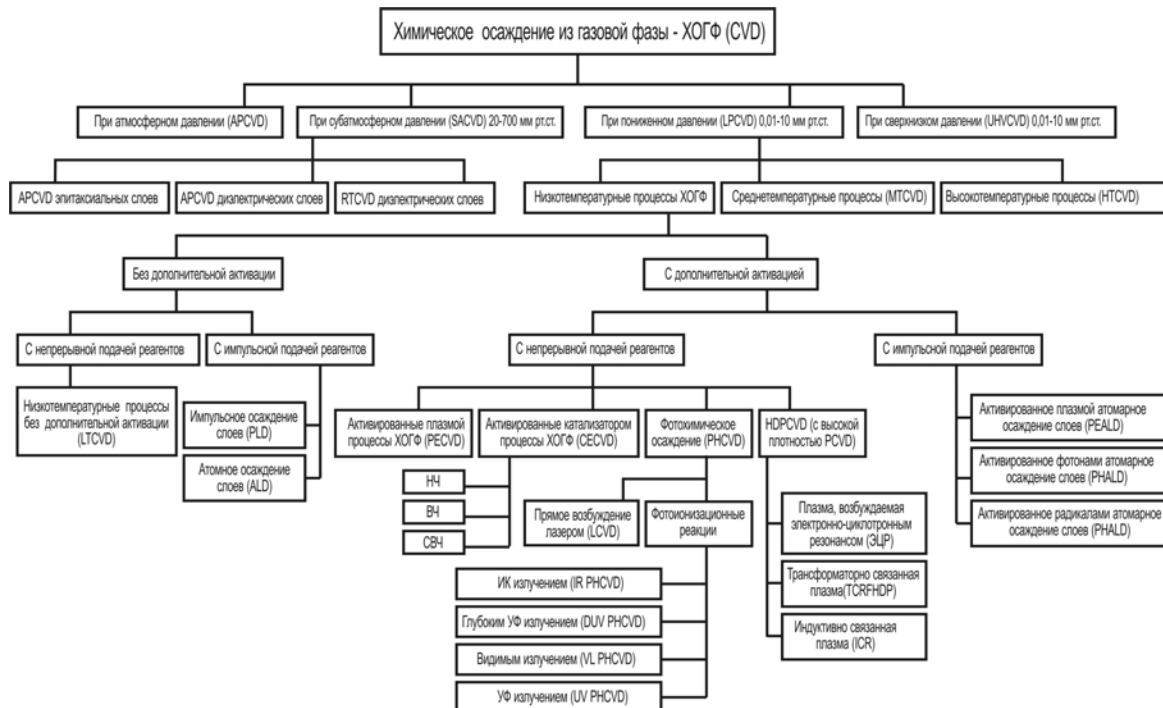 Химическое осаждение из газовой фазы - ХОГФ (CVD)
При атмосферном давлении (APCVD)
При субатмосферном давлении (SACVD) 20-700 мм рт.ст.
При пониженном давлении (LPCVD) 0,01-10 мм рт.ст.
При сверхнизком давлении (UHVCVD) 0,01-10 мм рт.ст.
APCVD эпитаксиальных слоев
APCVD диэлектрических слоев
RTCVD диэлектрических слоев
Низкотемпературные процессы ХОГФ
Среднетемпературные процессы (MTCVD)
Высокотемпературные процессы (HTCVD)
Без дополнительной активации
С дополнительной активацией
С непрерывной подачей реагентов
С импульсной подачей реагентов
С непрерывной подачей реагентов
С импульсной подачей реагентов
Низкотемпературные процессы
без дополнительной активации
(LTCVD)
Импульсное осаждение
слоев (PLD)
Атомное осаждение
слоев (ALD)
Активированные плазмой
процессы ХОГФ (PECVD)
Активированные катализатором
процессы ХОГФ (CECVD)
Фотохимическое
осаждение (PHCVD)
HDPCVD (с высокой
плотностью PCVD)
Активированное плазмой атомарное
осаждение слоев (PEALD)
Активированное фотонами атомарное
осаждение слоев (PHALD)
Активированное радикалами атомарное
осаждение слоев (PHALD)
НЧ
ВЧ
СВЧ
Прямое возбуждение
лазером (LCVD)
Фотоионизационные
реакции
Плазма, возбуждаемая
электронно-циклотронным
резонансом (ЭЦР)
Трансформаторно связанная
плазма(TCRFHDP)
Индуктивно связанная
плазма (ICR)
ИК излучением (IR PHCVD)
Глубоким УФ излучением (DUV PHCVD)
Видимым излучением (VL PHCVD)
УФ излучением (UV PHCVD)